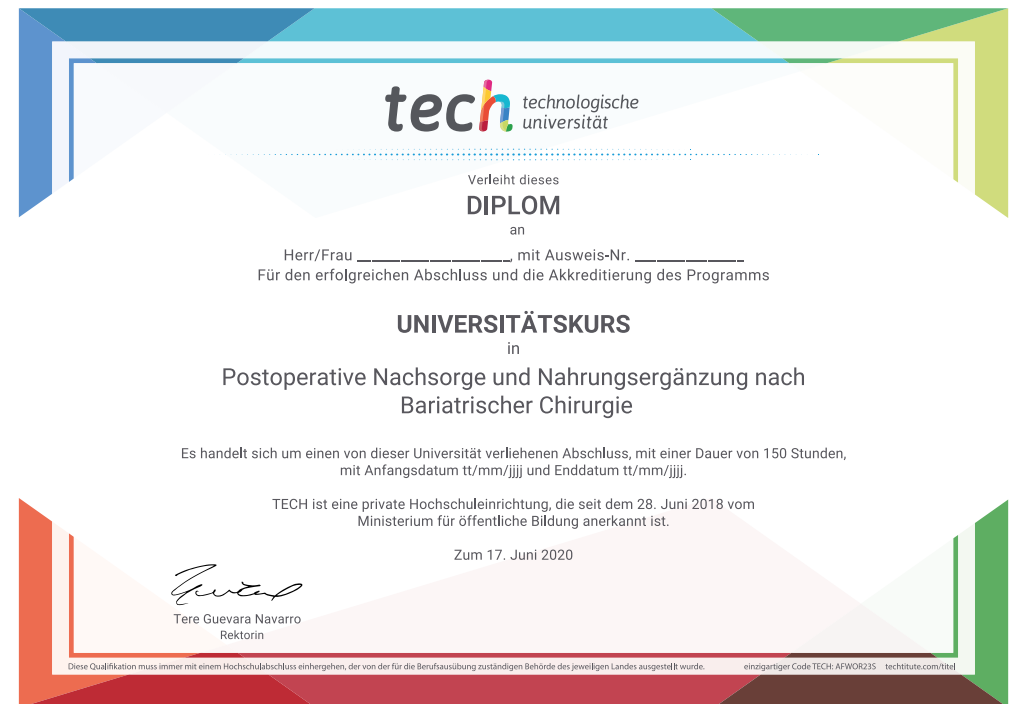 tech technologische
universität
Verleiht dieses
DIPLOM
an
Herr/Frau ____________________, mit Ausweis-Nr. ______________
Für den erfolgreichen Abschluss und die Akkreditierung des Programms
UNIVERSITÄTSKURS
in
Postoperative Nachsorge und Nahrungsergänzung nach
Bariatrischer Chirurgie
Es handelt sich um einen von dieser Universität verliehenen Abschluss, mit einer Dauer von 150 Stunden,
mit Anfangsdatum tt/mm/jjjj und Enddatum tt/mm/jjjj.
TECH ist eine private Hochschuleinrichtung, die seit dem 28. Juni 2018 vom
Ministerium für öffentliche Bildung anerkannt ist.
Zum 17. Juni 2020
Tere Guevara Navarro
Rektorin
Diese Qualifikation muss immer mit einem Hochschulabschluss einhergehen, der von der für die Berufsausübung zuständigen Behörde des jeweiligen Landes ausgestellt wurde. einzigartiger Code TECH: AFWOR23S techtitute.com/titel